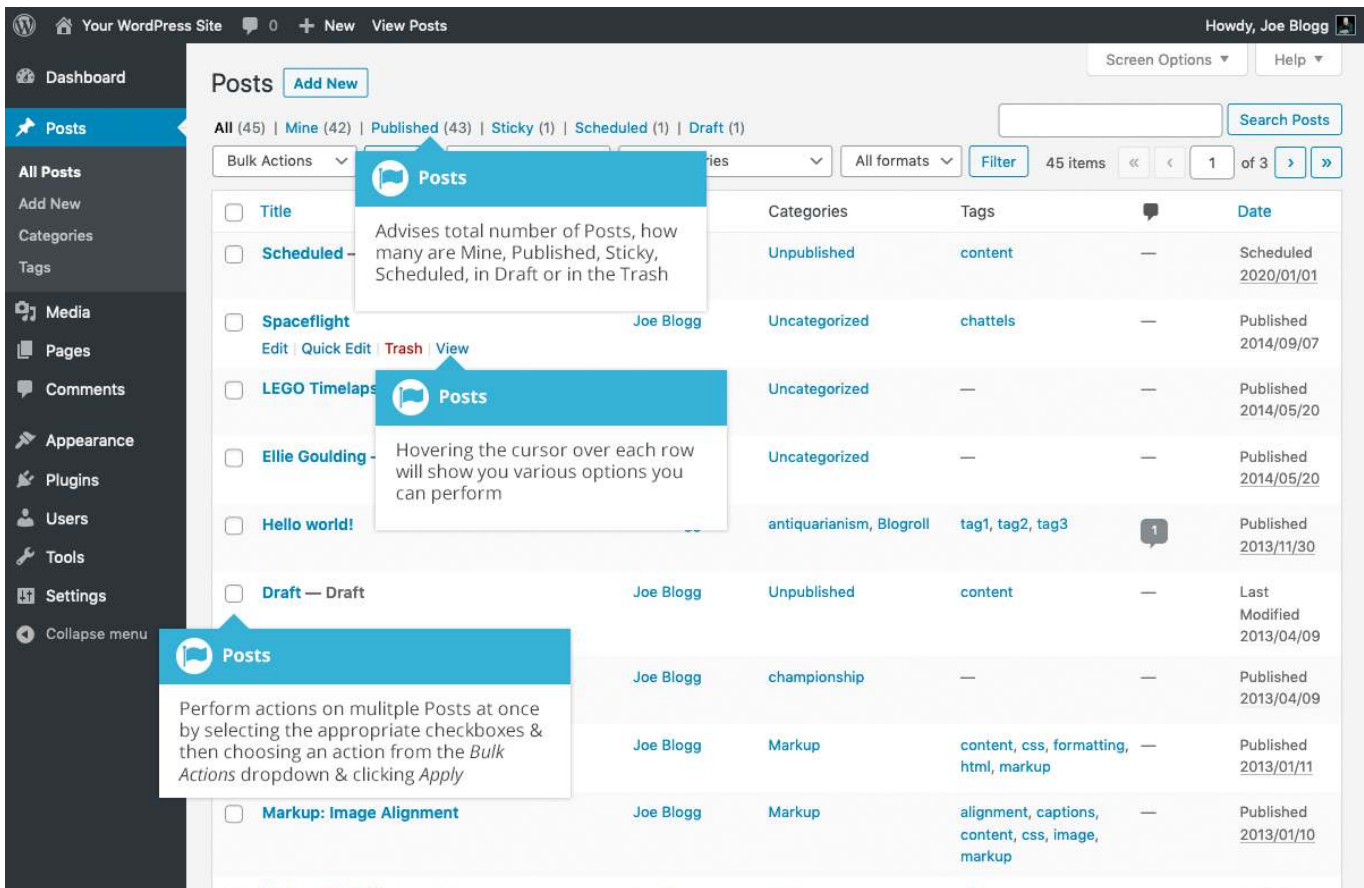 Your WordPress Site 0 New View Posts Howdy, Joe Blogg
Screen Options Help
Dashboard
Posts
All Posts
Add New
Categories
Tags
Media
Pages
Comments
Appearance
Plugins
Users
Tools
Settings
Collapse menu
Posts Add New
All (45) | Mine (42) | Published (43) | Sticky (1) | Scheduled (1) | Draft (1)
Search Posts
Bulk Actions All formats Filter 45 items « ‹ 1 of 3 › »
Posts
Advises total number of Posts, how
many are Mine, Published, Sticky,
Scheduled, in Draft or in the Trash
Title Categories Tags Date
Scheduled – Unpublished content — Scheduled
2020/01/01
Spaceflight Joe Blogg Uncategorized chattels — Published
2014/09/07
Edit | Quick Edit | Trash | View
Posts
Hovering the cursor over each row
will show you various options you
can perform
LEGO Uncategorized — — Published
2014/05/20
Ellie Goulding - Uncategorized — — Published
2014/05/20
Hello world! antiquarianism, Blogroll tag1, tag2, tag3 1 Published
2013/11/30
Draft — Draft Joe Blogg Unpublished content — Last
Modified
2013/04/09
Posts
Perform actions on mulitple Posts at once
by selecting the appropriate checkboxes &
then choosing an action from the Bulk
Actions dropdown & clicking Apply
Joe Blogg championship — — Published
2013/04/09
Joe Blogg Markup content, css, formatting, — Published
html, markup 2013/01/11
Markup: Image Alignment Joe Blogg Markup alignment, captions, — Published
content, css, image, 2013/01/10
markup